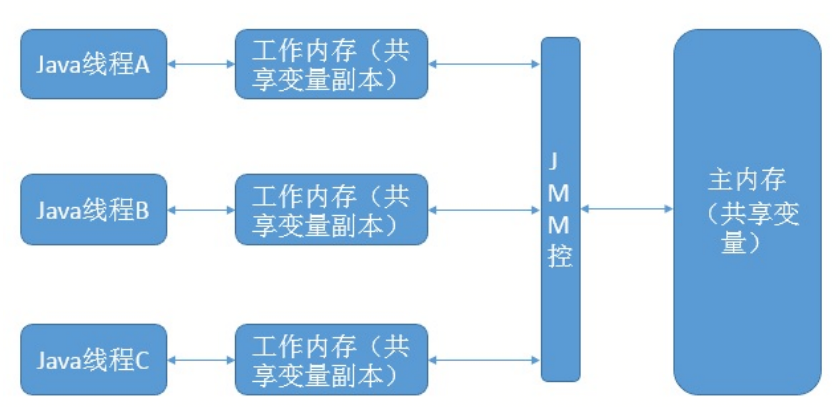 Java线程A
工作内存（共
享变量副本）
Java线程B
工作内存（共
享变量副本）
Java线程C
工作内存（共
享变量副本）
J
M
M
控
主内存
（共享变
量）